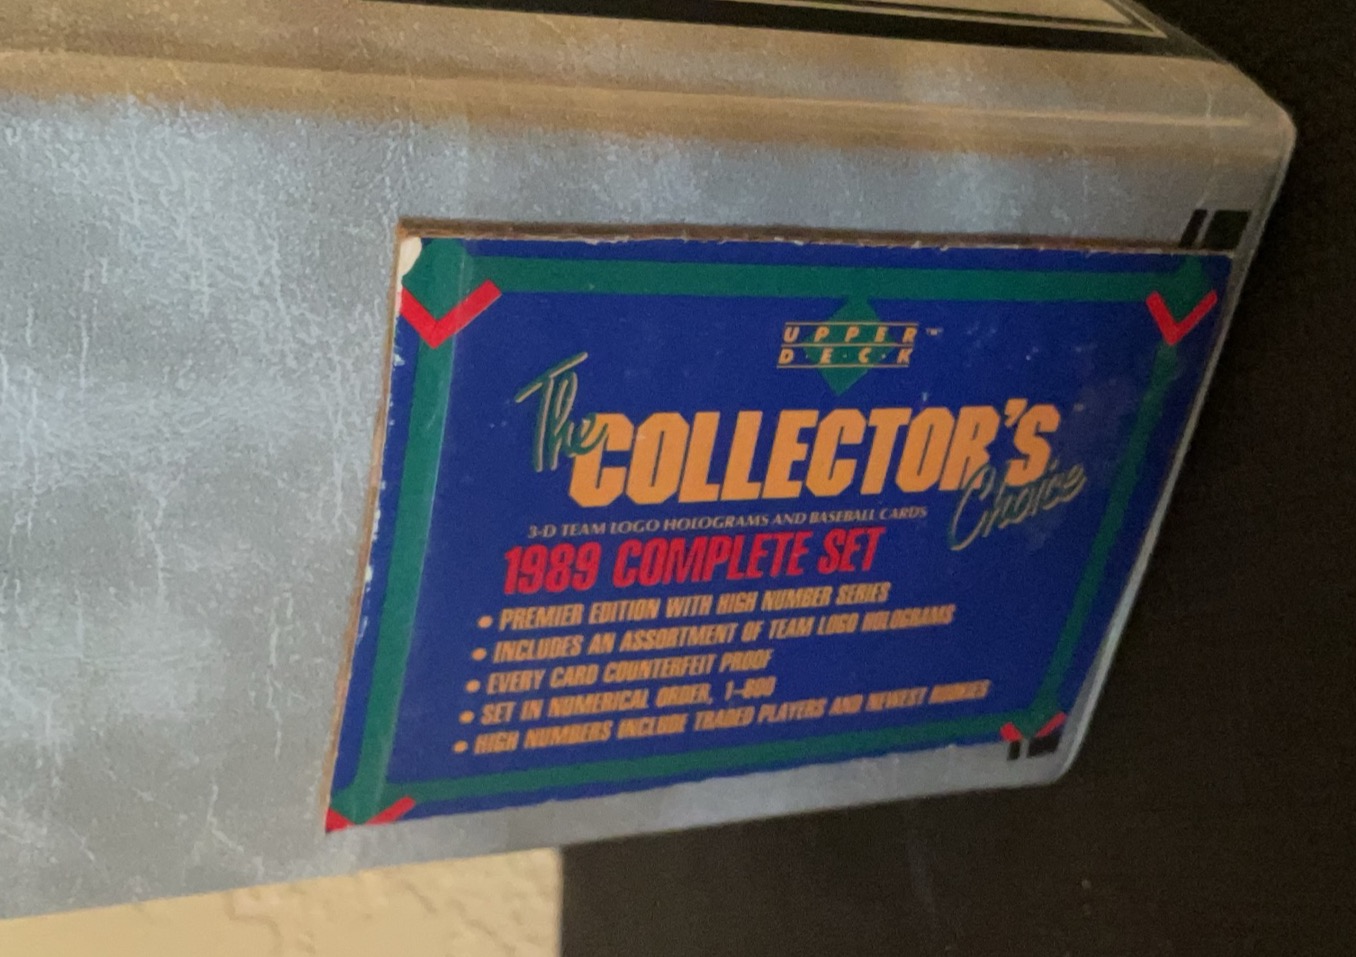 UPPER ™
D·E·C·K
The
COLLECTOR'S
Choice
3-D TEAM LOGO HOLOGRAMS AND BASEBALL CARDS
1989 COMPLETE SET
• PREMIER EDITION WITH HIGH NUMBER SERIES
• INCLUDES AN ASSORTMENT OF TEAM LOGO HOLOGRAMS
• EVERY CARD COUNTERFEIT PROOF
• SET IN NUMERICAL ORDER, 1-800
• HIGH NUMBERS INCLUDE TRADED PLAYERS AND NEWEST ROOKIES